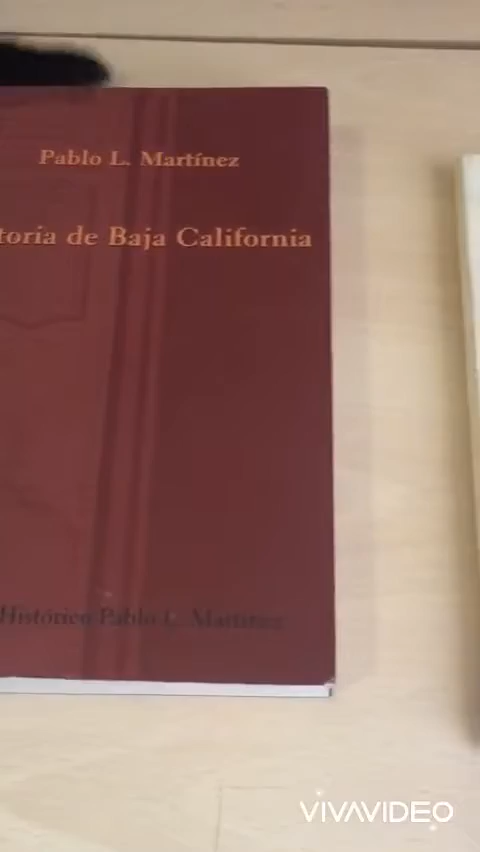 Pablo L. Martínez
toria de Baja California
Histórico Pablo L. Martínez
VIVAVIDEO